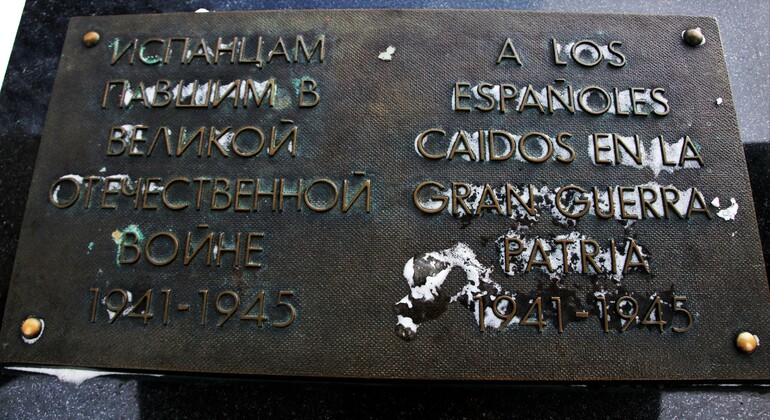 ИСПАНЦАМ
ПАВШИМ В
ВЕЛИКОЙ
ОТЕЧЕСТВЕННОЙ
ВОЙНЕ
1941-1945
A LOS
ESPAÑOLES
CAIDOS EN LA
GRAN GUERRA
PATRIA
1941-1945